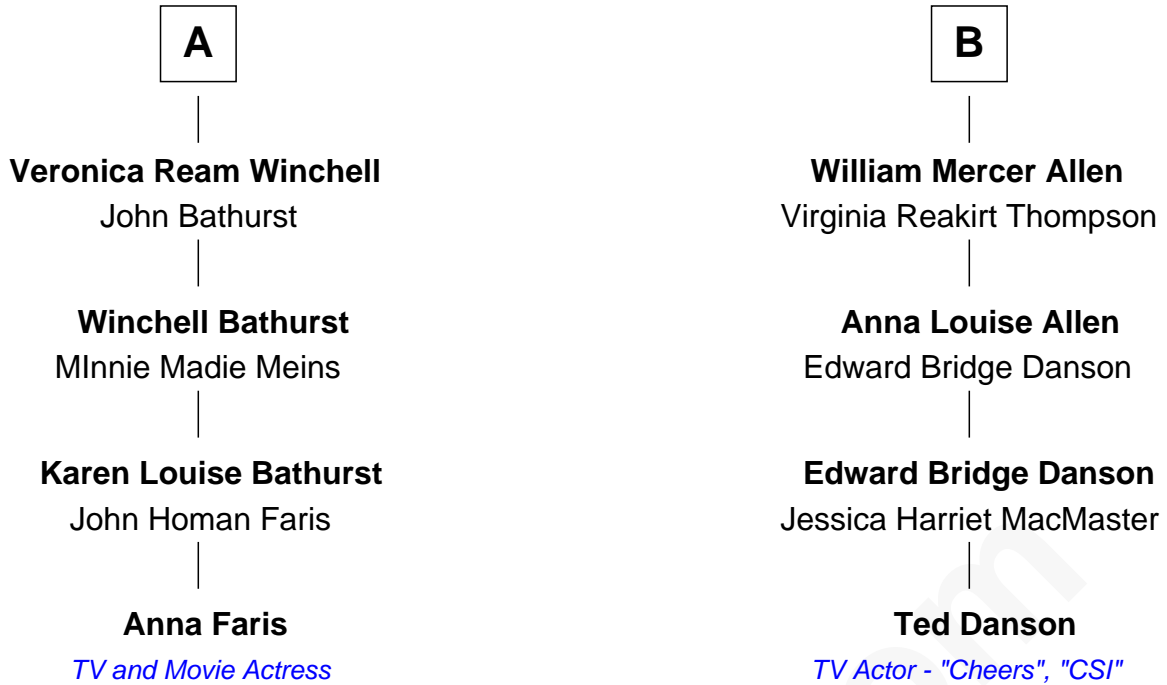 A
B
Veronica Ream Winchell
John Bathurst
William Mercer Allen
Virginia Reakirt Thompson
Winchell Bathurst
MInnie Madie Meins
Anna Louise Allen
Edward Bridge Danson
Karen Louise Bathurst
John Homan Faris
Edward Bridge Danson
Jessica Harriet MacMaster
Anna Faris
TV and Movie Actress
Ted Danson
TV Actor - "Cheers", "CSI"